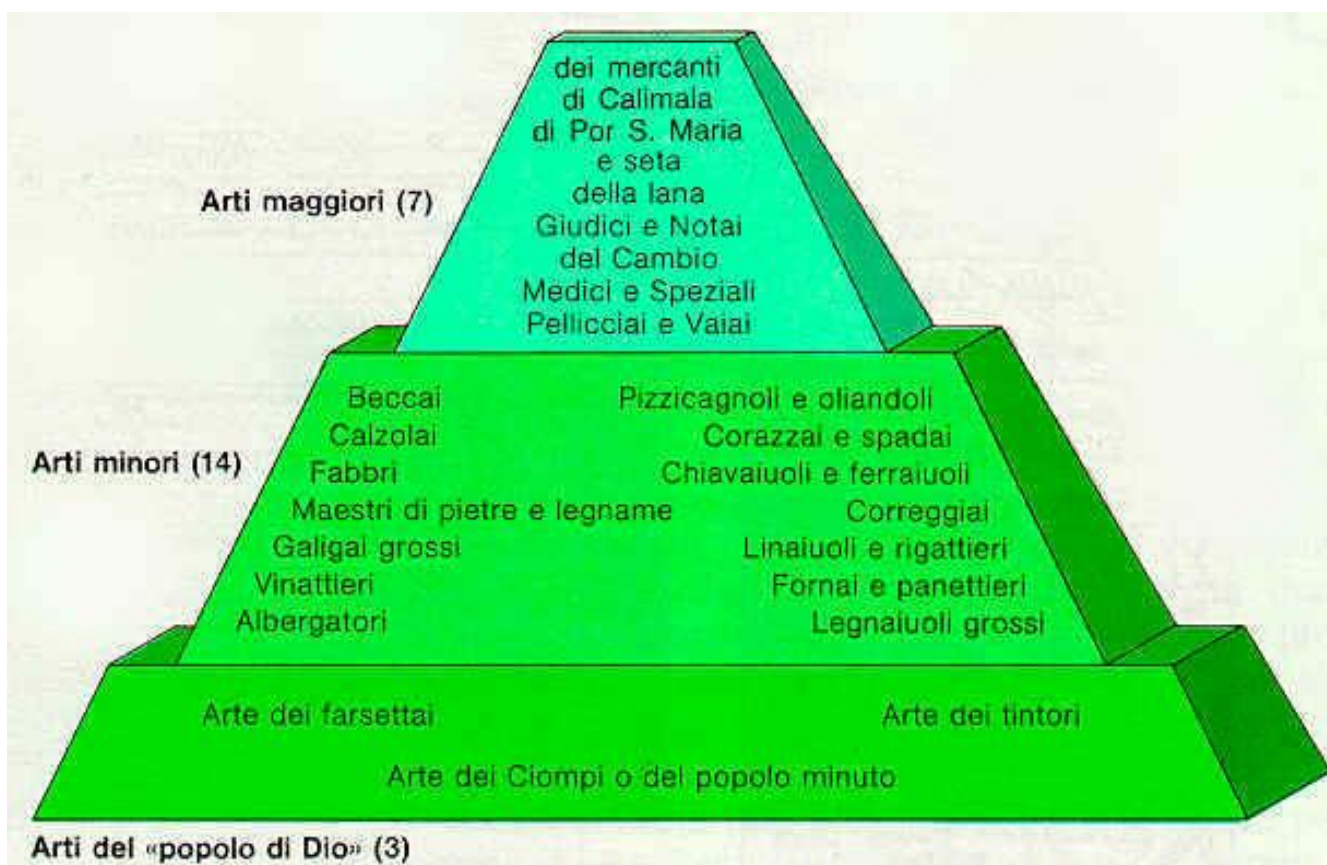 dei mercanti
di Calimala
di Por S. Maria
e seta
della lana
Giudici e Notai
del Cambio
Medici e Speziali
Pellicciai e Vaiai
Arti maggiori (7)
Beccai
Calzolai
Fabbri
Maestri di pietre e legname
Galigai grossi
Vinattieri
Albergatori
Pizzicagnoli e oliandoli
Corazzai e spadai
Chiavaiuoli e ferraiuoli
Correggiai
Linaiuoli e rigattieri
Fornai e panettieri
Legnaiuoli grossi
Arti minori (14)
Arte dei farsettai
Arte dei tintori
Arte dei Ciompi o del popolo minuto
Arti del «popolo di Dio» (3)